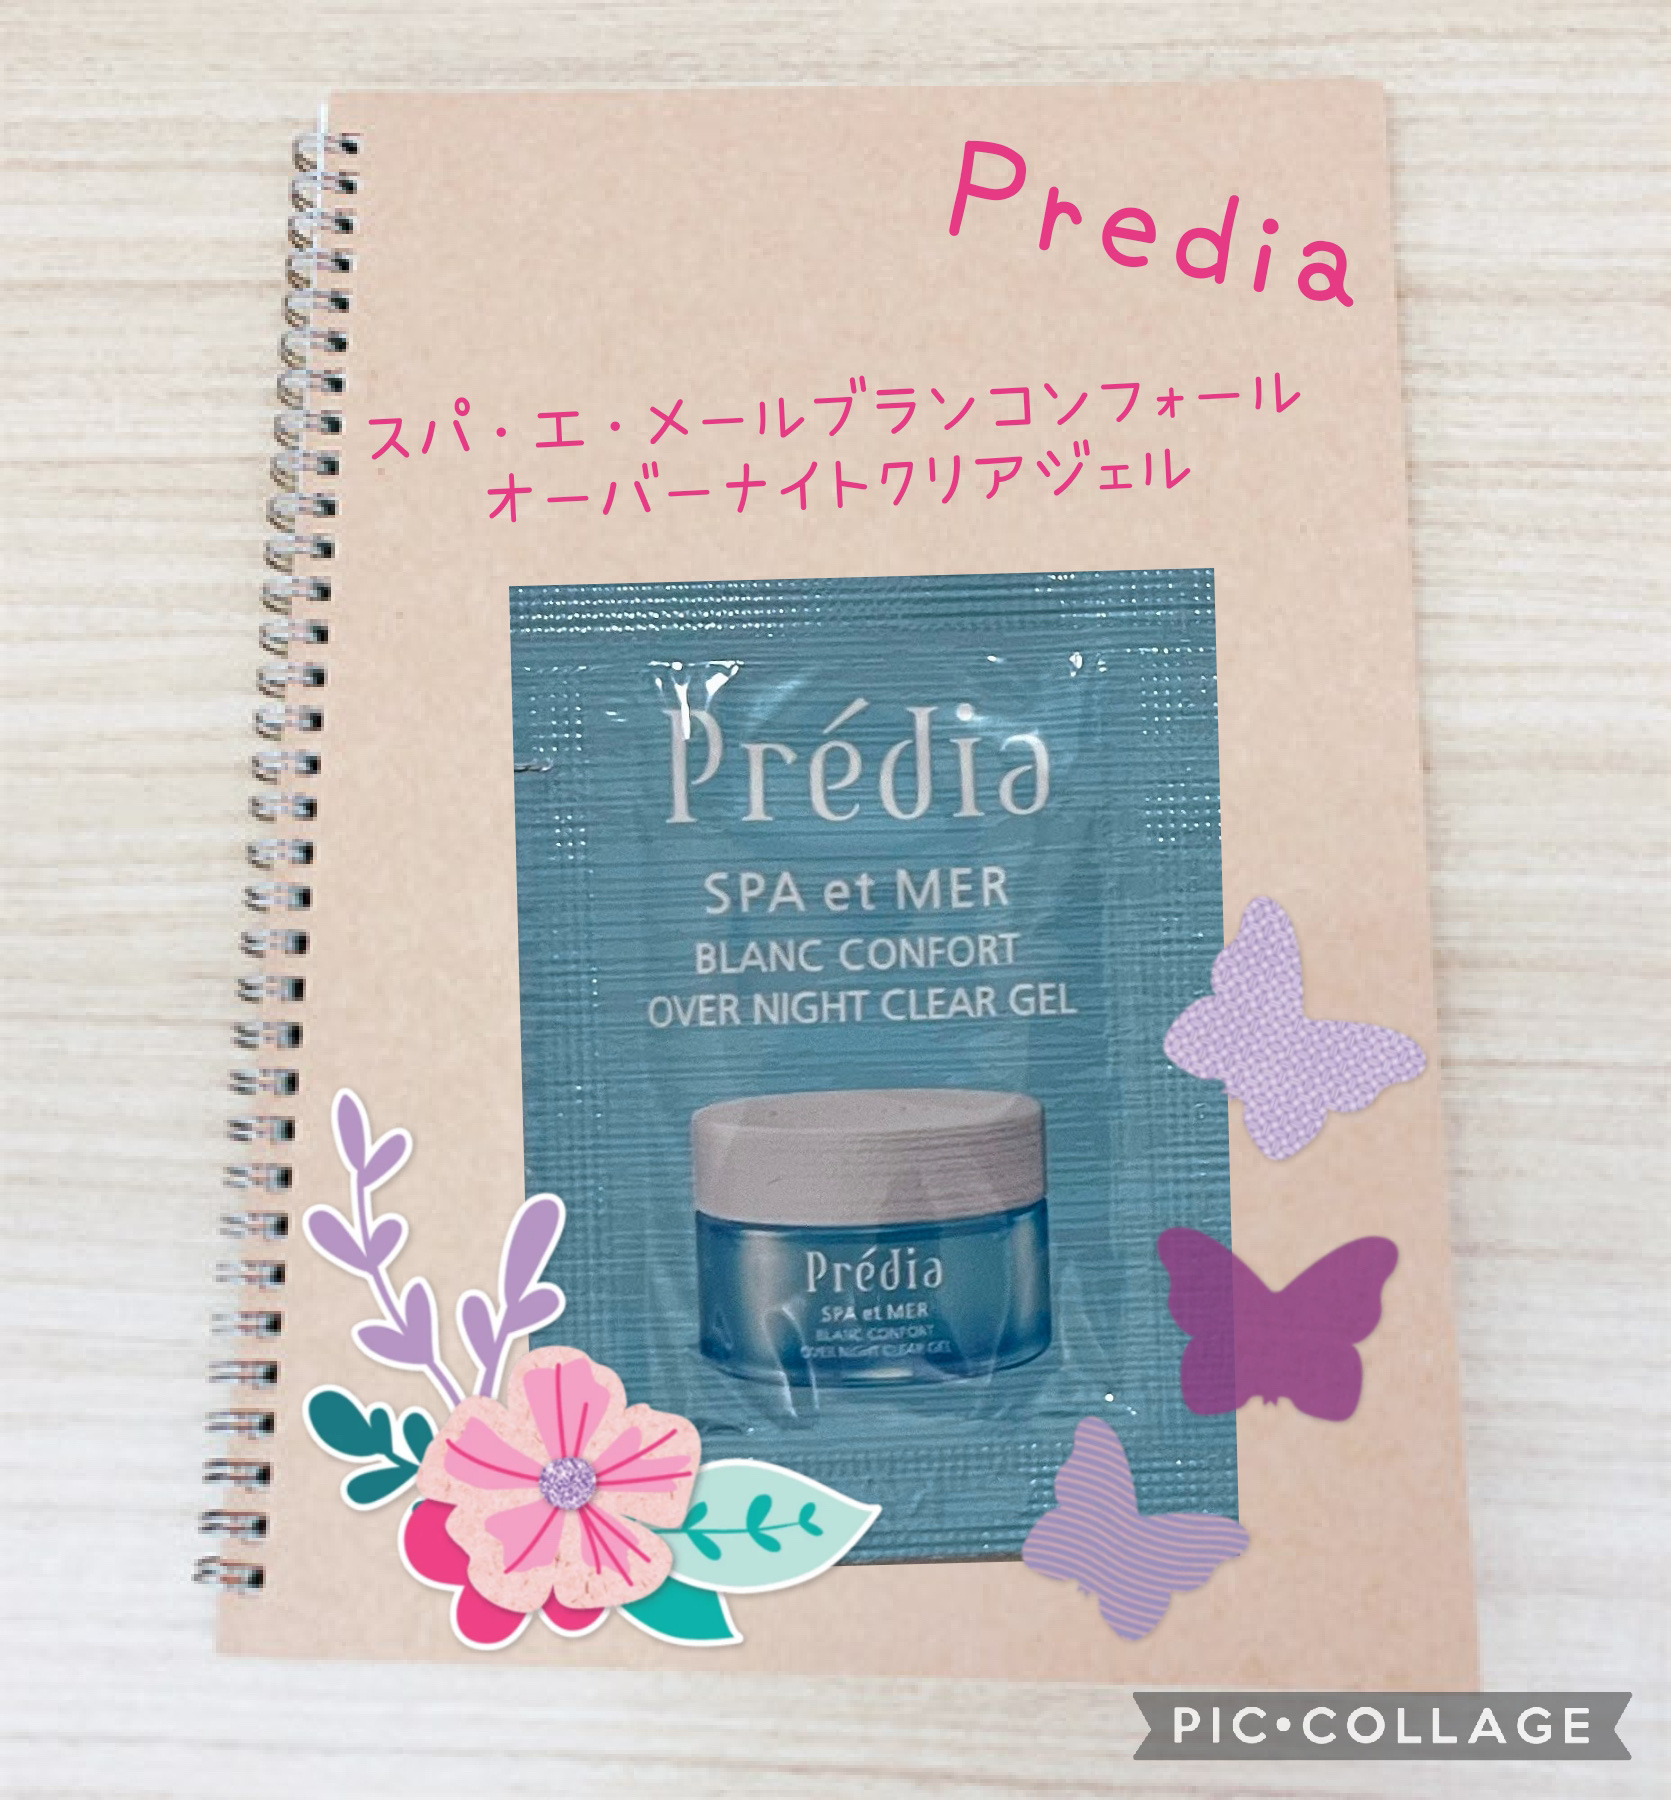 Predia
スパ・エ・メールブランコンフォール
オーバーナイトクリアジェル
Prédia
SPA et MER
BLANC CONFORT
OVER NIGHT CLEAR GEL
Prédia
SPA et MER
BLANC CONFORT
OVER NIGHT CLEAR GEL
PIC•COLLAGE